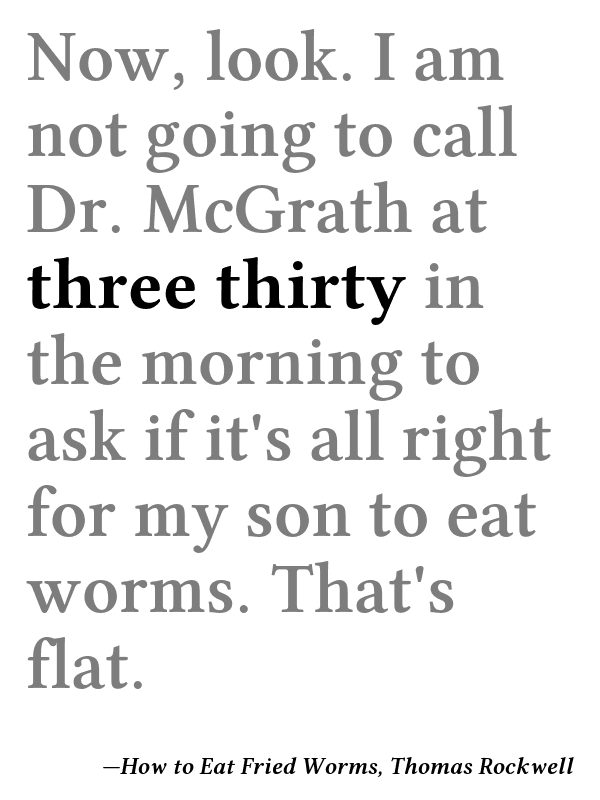 Now, look. I am
not going to call
Dr. McGrath at
three thirty in
the morning to
ask if it's all right
for my son to eat
worms. That's
flat.
—How to Eat Fried Worms, Thomas Rockwell